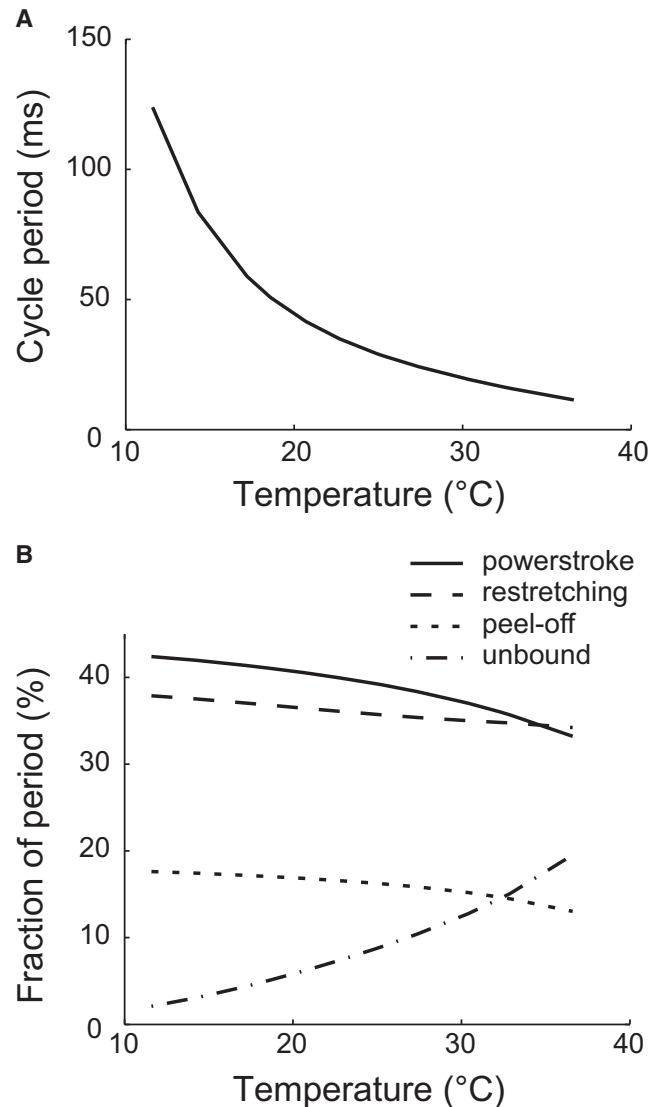 A
150
100
50
0
10
20
30
40
Cycle period (ms)
Temperature (°C)
B
powerstroke
restretching
peel-off
unbound
40
30
20
10
0
10
20
30
40
Fraction of period (%)
Temperature (°C)